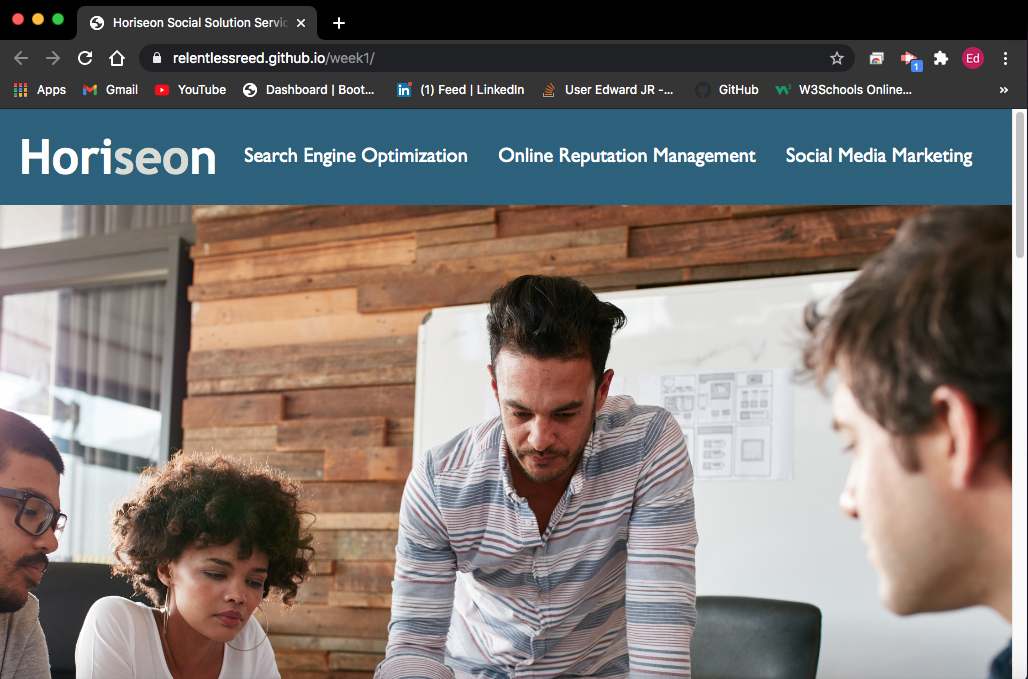 Horiseon Social Solution Servic
relentlessreed.github.io/week1/
Ed
1
Apps Gmail YouTube Dashboard | Boot... (1) Feed | LinkedIn User Edward JR -... GitHub W3Schools Online...
Horiseon Search Engine Optimization Online Reputation Management Social Media Marketing